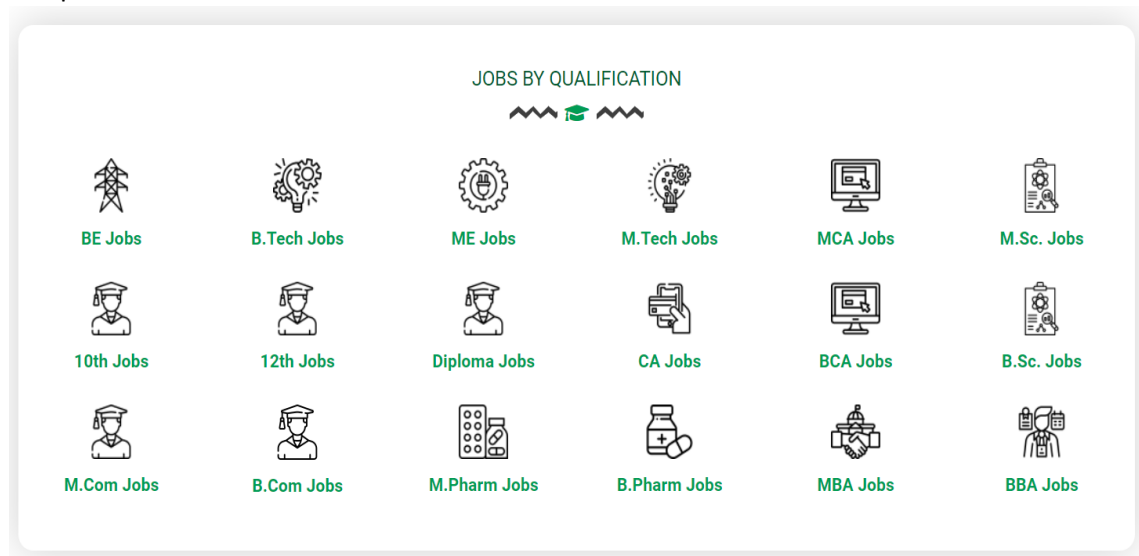 JOBS BY QUALIFICATION
BE Jobs B.Tech Jobs ME Jobs M.Tech Jobs MCA Jobs M.Sc. Jobs
10th Jobs 12th Jobs Diploma Jobs CA Jobs BCA Jobs B.Sc. Jobs
M.Com Jobs B.Com Jobs M.Pharm Jobs B.Pharm Jobs MBA Jobs BBA Jobs